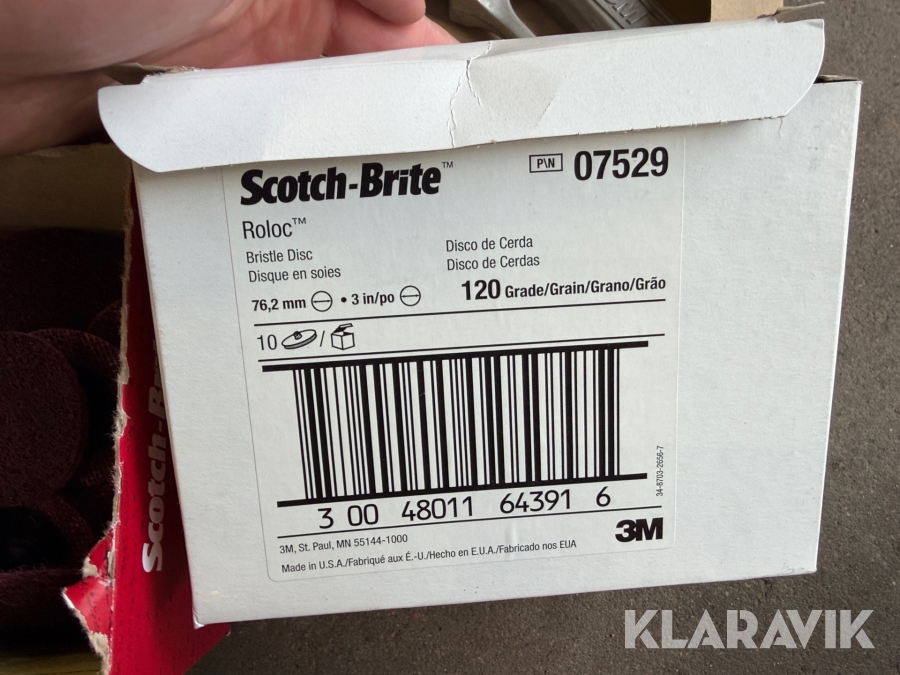 Scotch-Brite™
P\N 07529
Roloc™
Bristle Disc
Disque en soies
Disco de Cerda
Disco de Cerdas
76,2 mm • 3 in/po
120 Grade/Grain/Grano/Grão
10 /
3 00 48011 64391 6
34-8703-2656-7
3M, St. Paul, MN 55144-1000
Made in U.S.A./Fabriqué aux É.-U./Hecho en E.U.A./Fabricado nos EUA
3M
Scotch-B
KLARAVIK